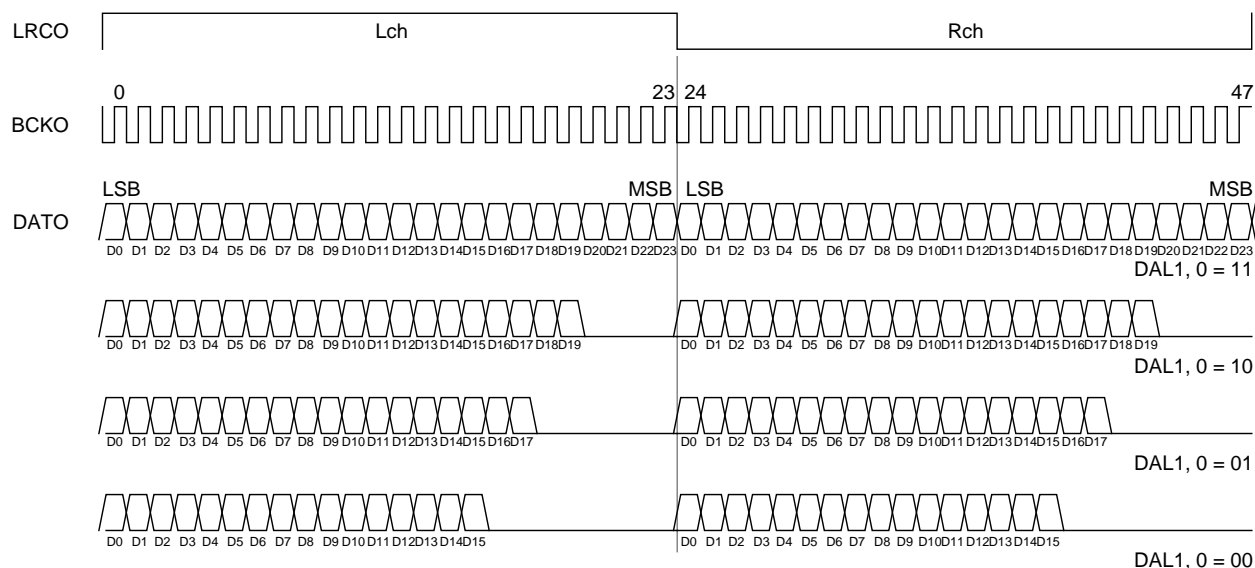 LRCO Lch Rch
0 23 24 47
BCKO
LSB MSB LSB MSB
DATO
D0 D1 D2 D3 D4 D5 D6 D7 D8 D9 D10 D11 D12 D13 D14 D15 D16 D17 D18 D19 D20 D21 D22 D23 D0 D1 D2 D3 D4 D5 D6 D7 D8 D9 D10 D11 D12 D13 D14 D15 D16 D17 D18 D19 D20 D21 D22 D23
DAL1, 0 = 11
D0 D1 D2 D3 D4 D5 D6 D7 D8 D9 D10 D11 D12 D13 D14 D15 D16 D17 D18 D19 D0 D1 D2 D3 D4 D5 D6 D7 D8 D9 D10 D11 D12 D13 D14 D15 D16 D17 D18 D19
DAL1, 0 = 10
D0 D1 D2 D3 D4 D5 D6 D7 D8 D9 D10 D11 D12 D13 D14 D15 D16 D17 D0 D1 D2 D3 D4 D5 D6 D7 D8 D9 D10 D11 D12 D13 D14 D15 D16 D17
DAL1, 0 = 01
D0 D1 D2 D3 D4 D5 D6 D7 D8 D9 D10 D11 D12 D13 D14 D15 D0 D1 D2 D3 D4 D5 D6 D7 D8 D9 D10 D11 D12 D13 D14 D15
DAL1, 0 = 00